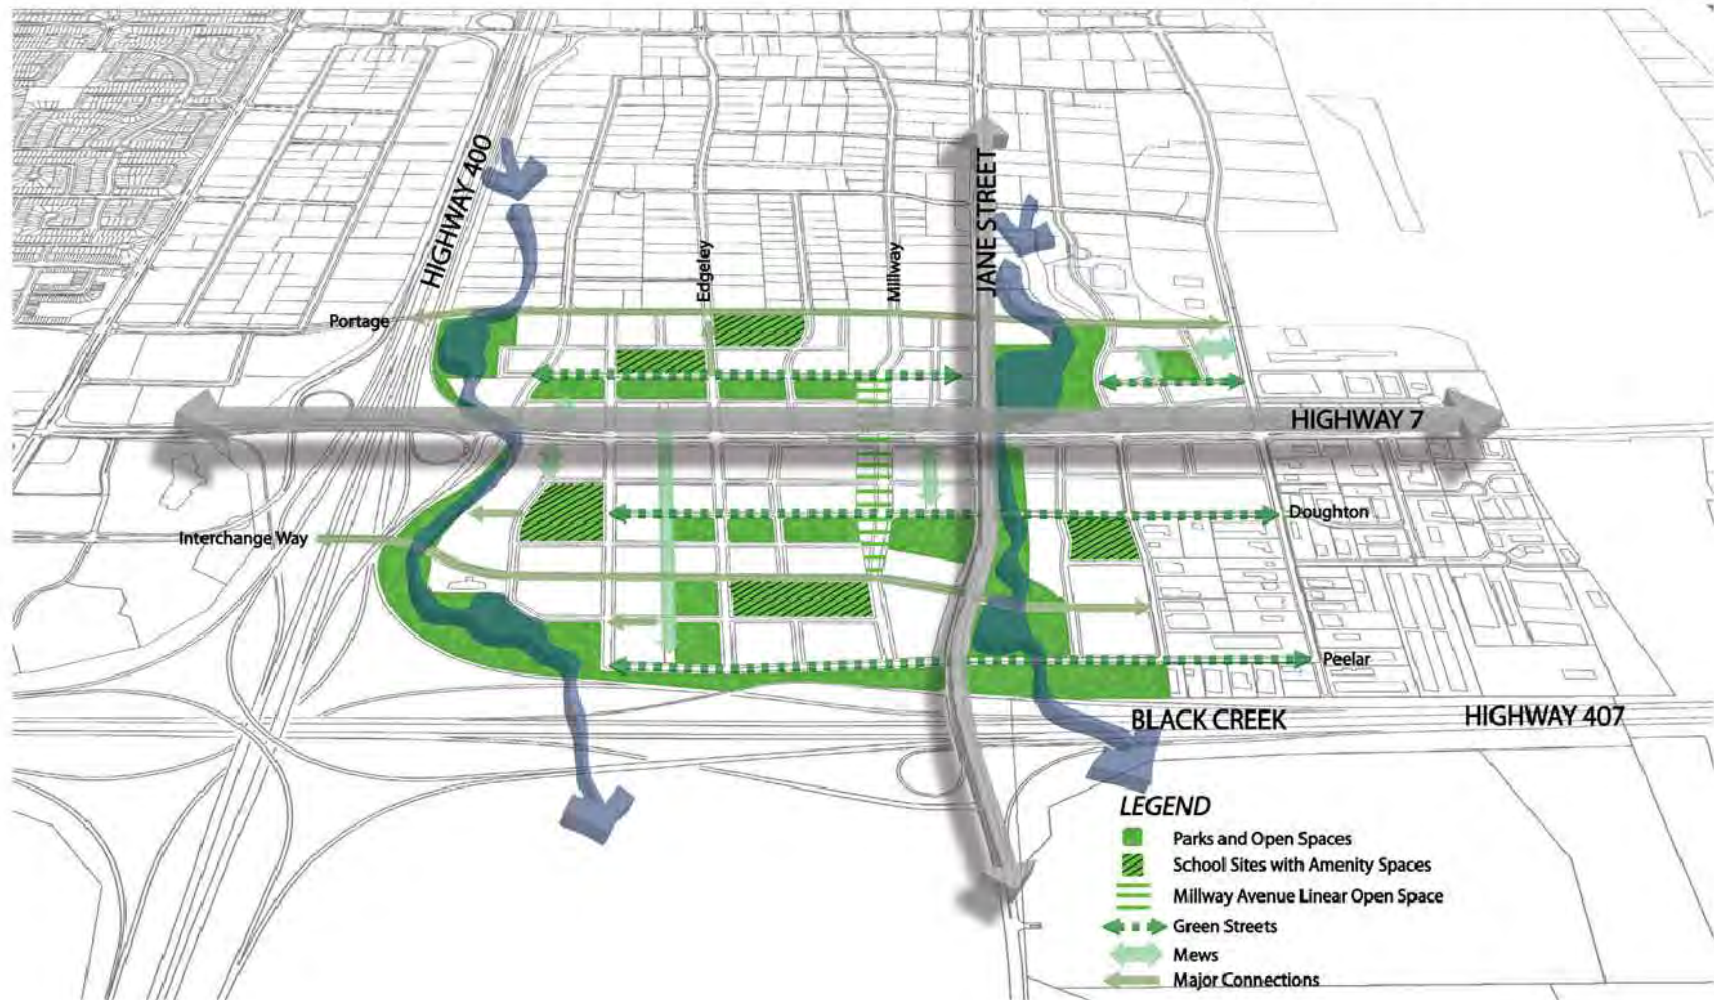 HIGHWAY 400
JANE STREET
Edgeley
Millway
Portage
HIGHWAY 7
Doughton
Interchange Way
Peelar
BLACK CREEK
HIGHWAY 407
LEGEND
Parks and Open Spaces
School Sites with Amenity Spaces
Millway Avenue Linear Open Space
Green Streets
Mews
Major Connections